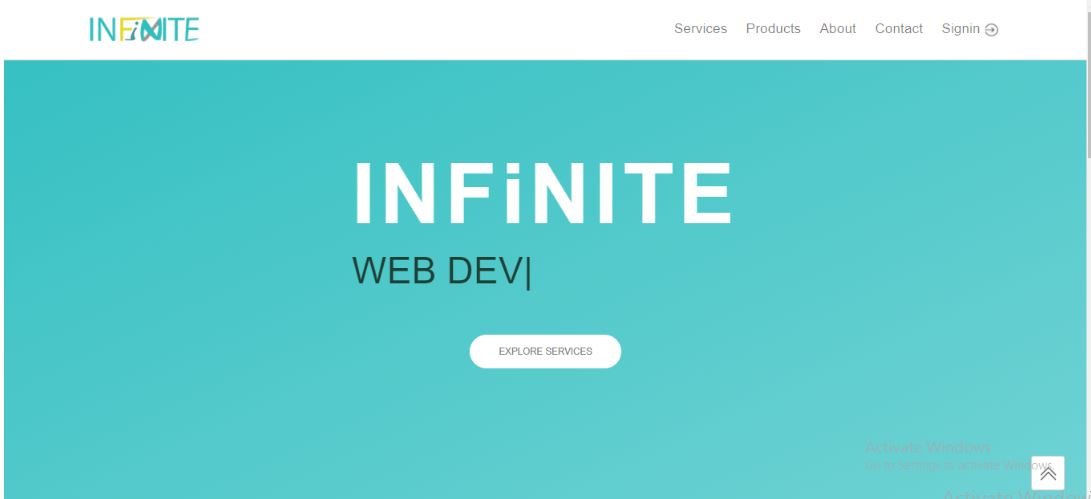 INFiNITE
Services Products About Contact Signin
INFiNITE
WEB DEV|
EXPLORE SERVICES
Activate Windows
Go to Settings to activate Windows.
Activate Windo